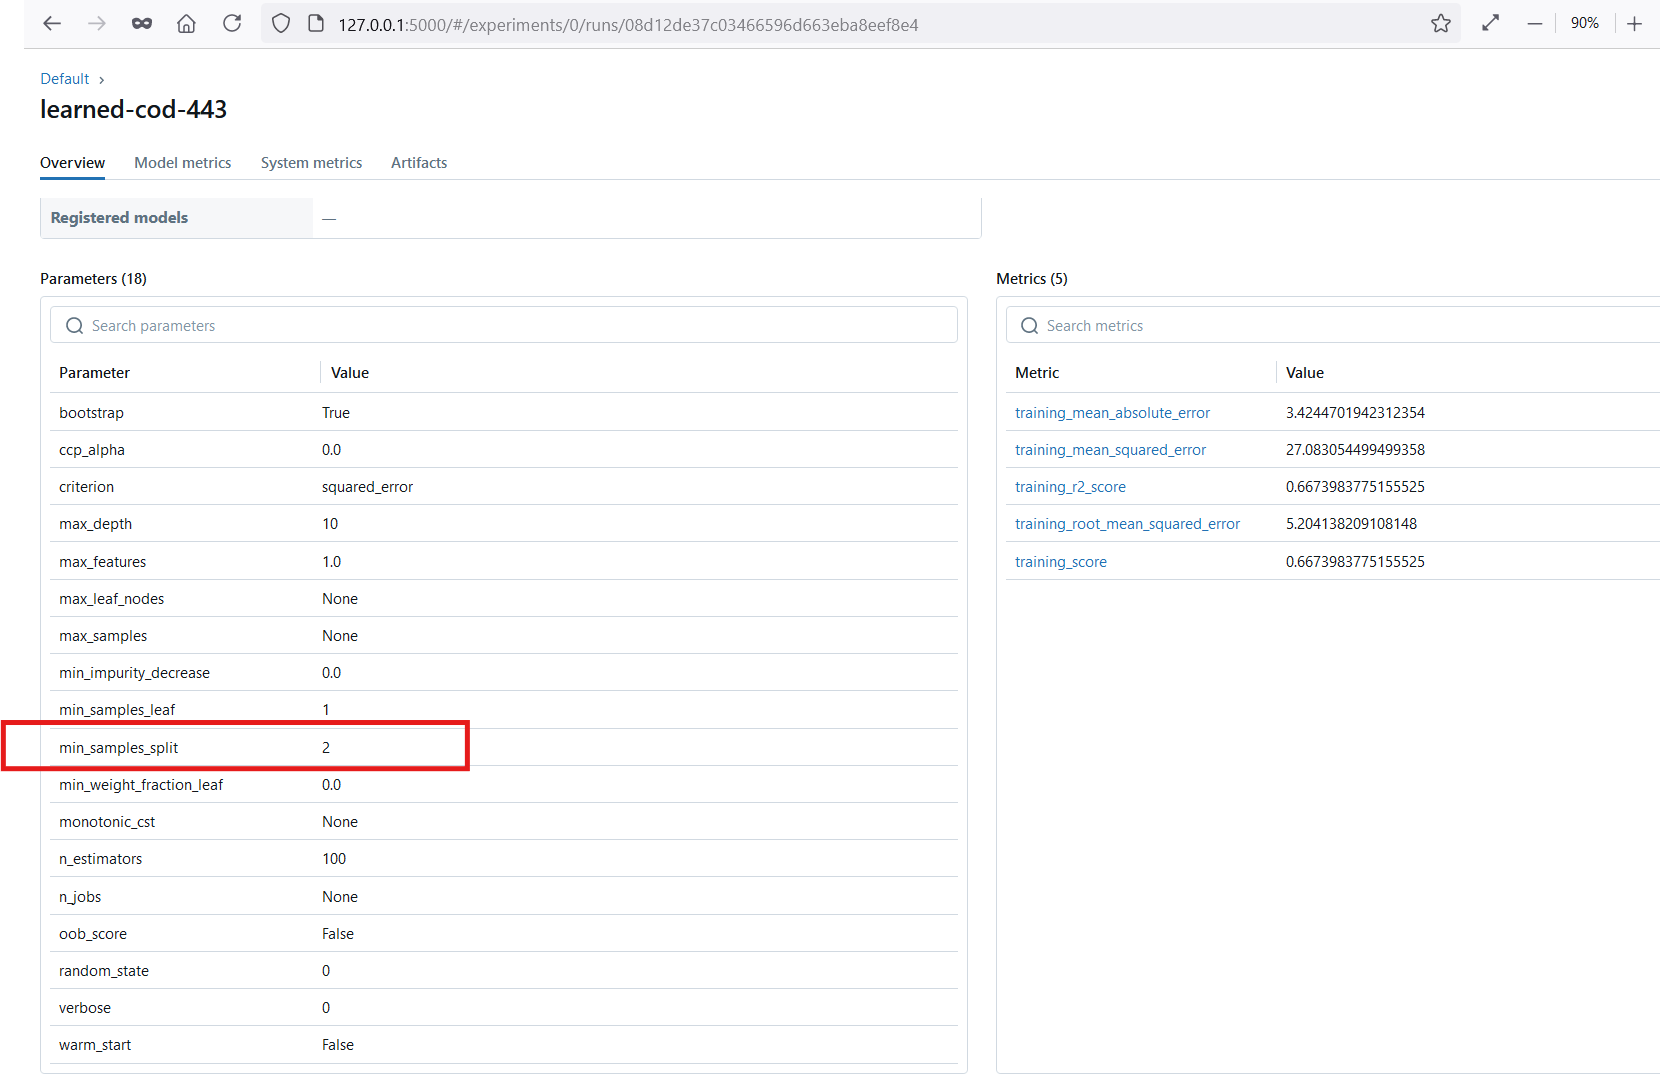 127.0.0.1:5000/#/experiments/0/runs/08d12de37c03466596d663eba8eef8e4 90%
Default
learned-cod-443
Overview Model metrics System metrics Artifacts
Registered models —
Parameters (18)
Search parameters
Parameter Value
bootstrap True
ccp_alpha 0.0
criterion squared_error
max_depth 10
max_features 1.0
max_leaf_nodes None
max_samples None
min_impurity_decrease 0.0
min_samples_leaf 1
min_samples_split 2
min_weight_fraction_leaf 0.0
monotonic_cst None
n_estimators 100
n_jobs None
oob_score False
random_state 0
verbose 0
warm_start False
Metrics (5)
Search metrics
Metric Value
training_mean_absolute_error 3.4244701942312354
training_mean_squared_error 27.083054499499358
training_r2_score 0.6673983775155525
training_root_mean_squared_error 5.204138209108148
training_score 0.6673983775155525